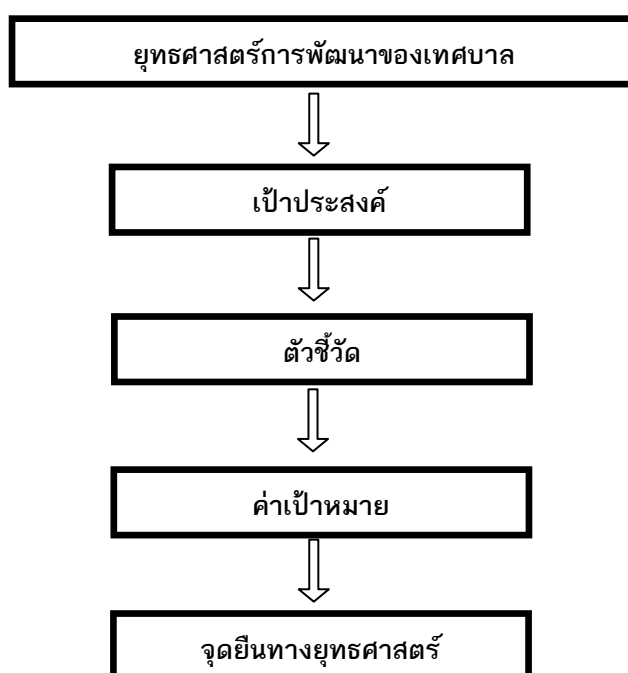 ยุทธศาสตร์การพัฒนาของเทศบาล
เป้าประสงค์
ตัวชี้วัด
ค่าเป้าหมาย
จุดยืนทางยุทธศาสตร์